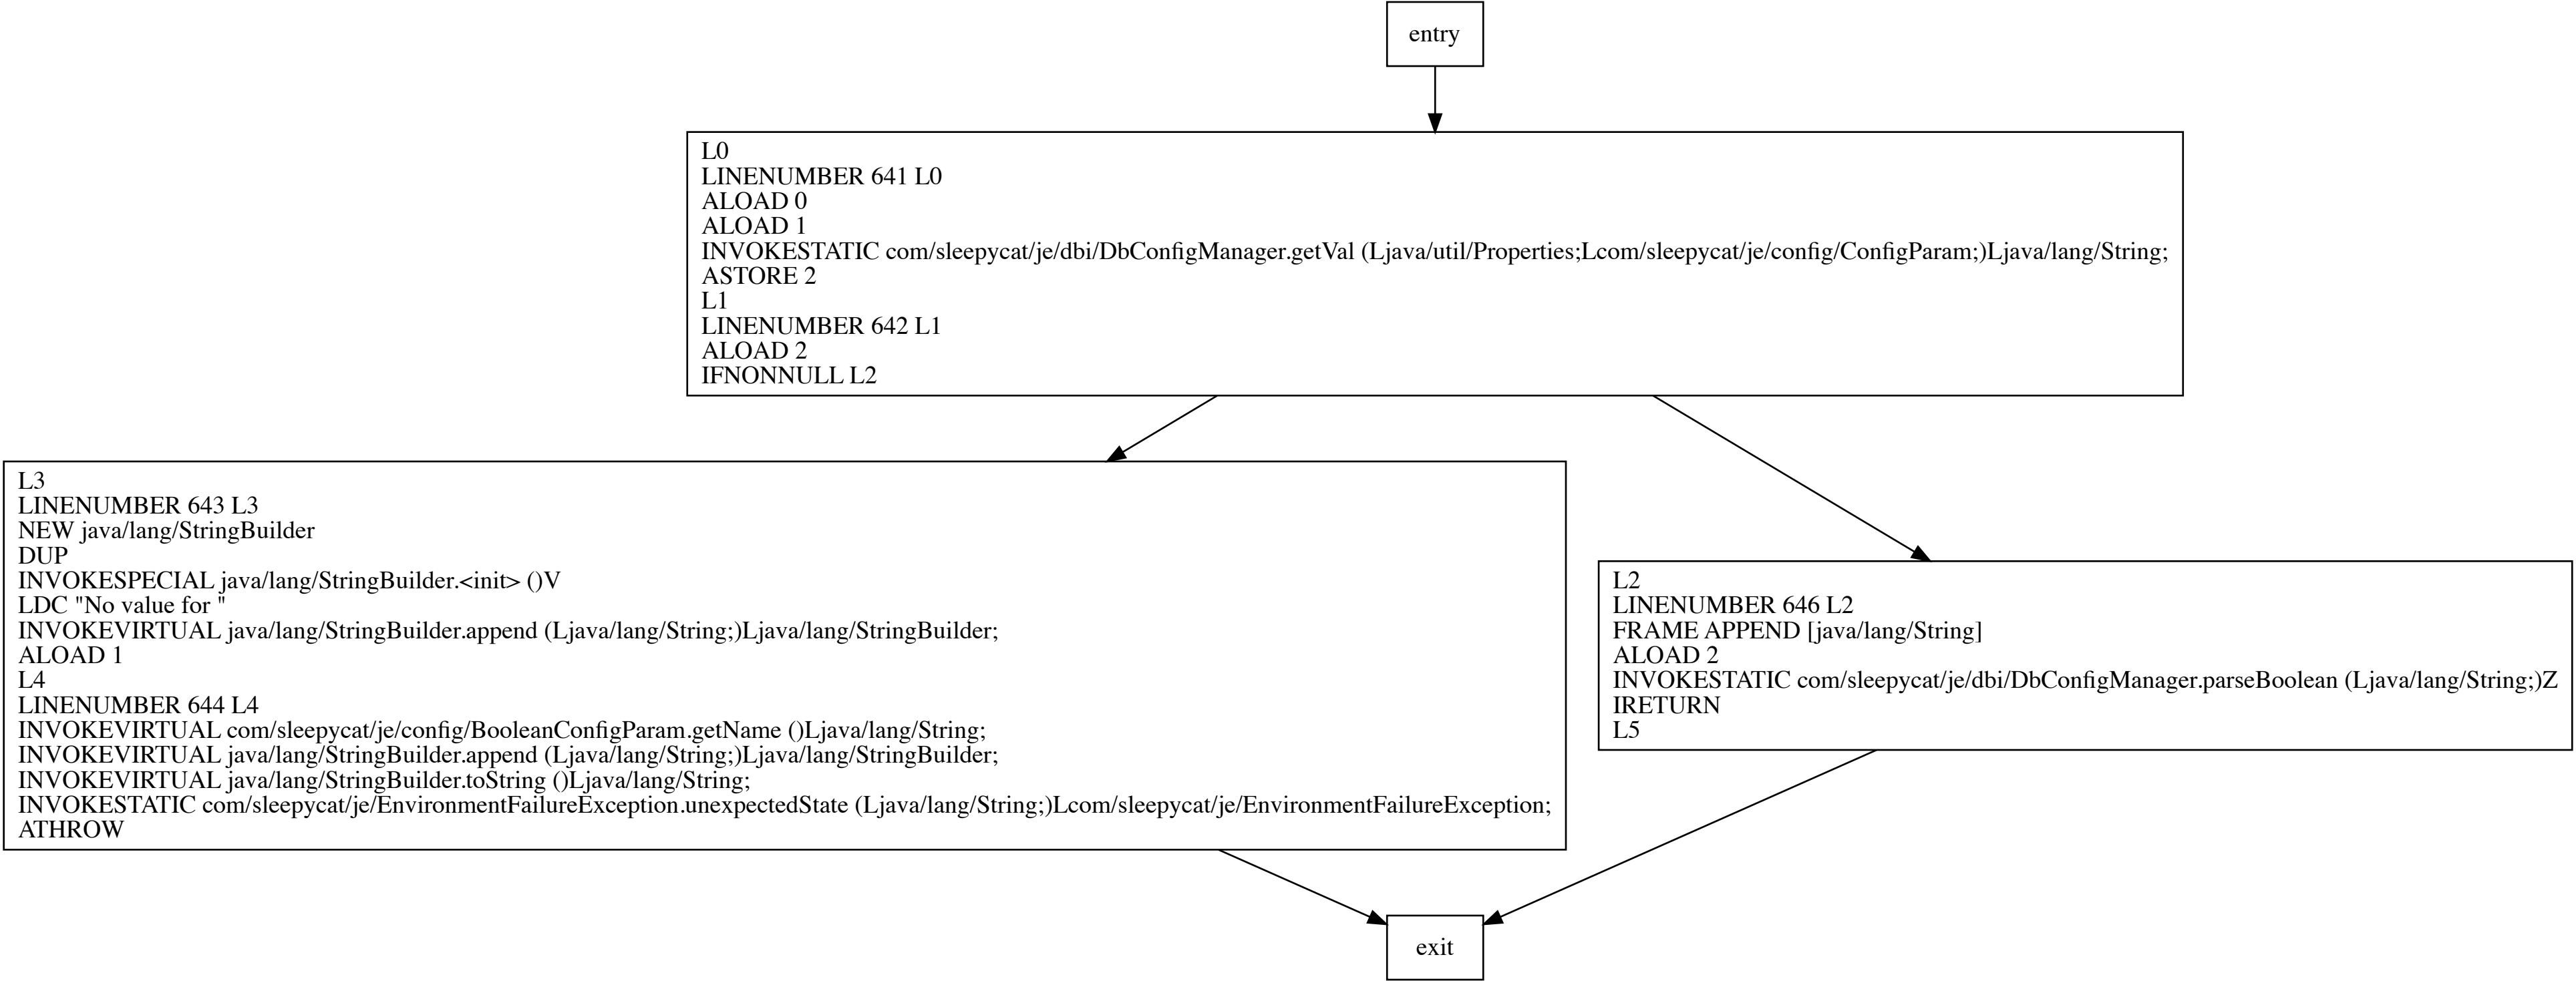 entry
L0
LINENUMBER 641 L0
ALOAD 0
ALOAD 1
INVOKESTATIC com/sleepycat/je/dbi/DbConfigManager.getVal (Ljava/util/Properties;Lcom/sleepycat/je/config/ConfigParam;)Ljava/lang/String;
ASTORE 2
L1
LINENUMBER 642 L1
ALOAD 2
IFNONNULL L2
L3
LINENUMBER 643 L3
NEW java/lang/StringBuilder
DUP
INVOKESPECIAL java/lang/StringBuilder.<init> ()V
LDC "No value for "
INVOKEVIRTUAL java/lang/StringBuilder.append (Ljava/lang/String;)Ljava/lang/StringBuilder;
ALOAD 1
L4
LINENUMBER 644 L4
INVOKEVIRTUAL com/sleepycat/je/config/BooleanConfigParam.getName ()Ljava/lang/String;
INVOKEVIRTUAL java/lang/StringBuilder.append (Ljava/lang/String;)Ljava/lang/StringBuilder;
INVOKEVIRTUAL java/lang/StringBuilder.toString ()Ljava/lang/String;
INVOKESTATIC com/sleepycat/je/EnvironmentFailureException.unexpectedState (Ljava/lang/String;)Lcom/sleepycat/je/EnvironmentFailureException;
ATHROW
L2
LINENUMBER 646 L2
FRAME APPEND [java/lang/String]
ALOAD 2
INVOKESTATIC com/sleepycat/je/dbi/DbConfigManager.parseBoolean (Ljava/lang/String;)Z
IRETURN
L5
exit